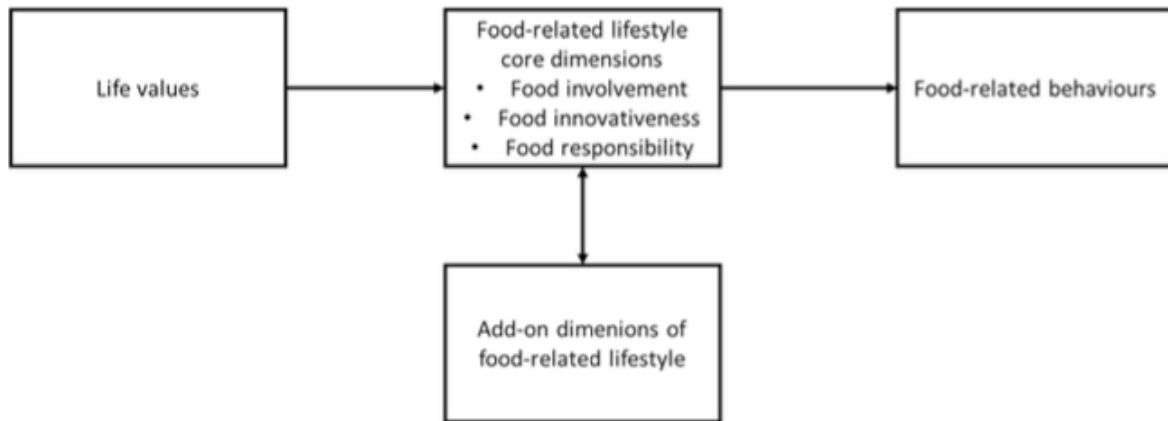 Life values
Food-related lifestyle
core dimensions
• Food involvement
• Food innovativeness
• Food responsibility
Food-related behaviours
Add-on dimenions of
food-related lifestyle